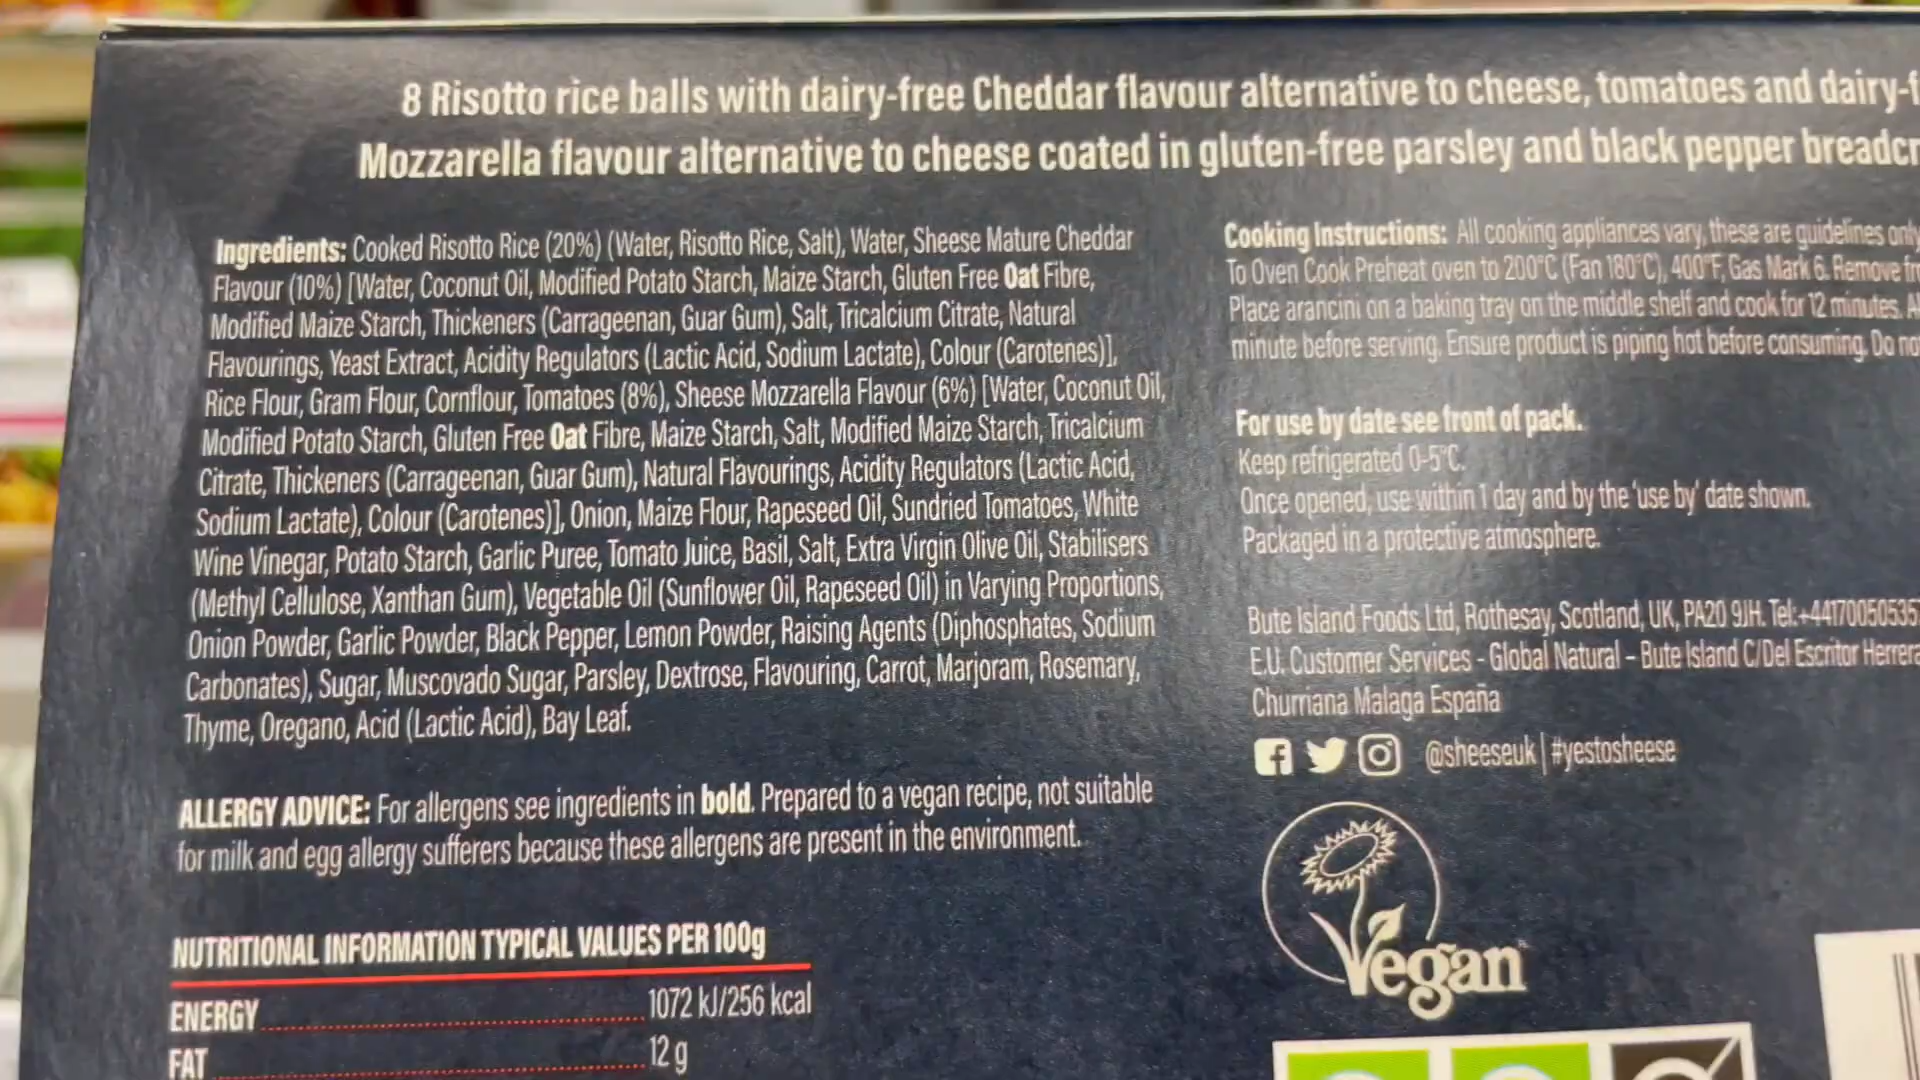 8 Risotto rice balls with dairy-free Cheddar flavour alternative to cheese, tomatoes and dairy-f
Mozzarella flavour alternative to cheese coated in gluten-free parsley and black pepper breadcr
Ingredients: Cooked Risotto Rice (20%) (Water, Risotto Rice, Salt), Water, Sheese Mature Cheddar
Flavour (10%) [Water, Coconut Oil, Modified Potato Starch, Maize Starch, Gluten Free Oat Fibre,
Modified Maize Starch, Thickeners (Carrageenan, Guar Gum), Salt, Tricalcium Citrate, Natural
Flavourings, Yeast Extract, Acidity Regulators (Lactic Acid, Sodium Lactate), Colour (Carotenes)],
Rice Flour, Gram Flour, Cornflour, Tomatoes (8%), Sheese Mozzarella Flavour (6%) [Water, Coconut Oil,
Modified Potato Starch, Gluten Free Oat Fibre, Maize Starch, Salt, Modified Maize Starch, Tricalcium
Citrate, Thickeners (Carrageenan, Guar Gum), Natural Flavourings, Acidity Regulators (Lactic Acid,
Sodium Lactate), Colour (Carotenes)], Onion, Maize Flour, Rapeseed Oil, Sundried Tomatoes, White
Wine Vinegar, Potato Starch, Garlic Puree, Tomato Juice, Basil, Salt, Extra Virgin Olive Oil, Stabilisers
(Methyl Cellulose, Xanthan Gum), Vegetable Oil (Sunflower Oil, Rapeseed Oil) in Varying Proportions,
Onion Powder, Garlic Powder, Black Pepper, Lemon Powder, Raising Agents (Diphosphates, Sodium
Carbonates), Sugar, Muscovado Sugar, Parsley, Dextrose, Flavouring, Carrot, Marjoram, Rosemary,
Thyme, Oregano, Acid (Lactic Acid), Bay Leaf.
ALLERGY ADVICE: For allergens see ingredients in bold. Prepared to a vegan recipe, not suitable
for milk and egg allergy sufferers because these allergens are present in the environment.
NUTRITIONAL INFORMATION TYPICAL VALUES PER 100g
ENERGY 1072 kJ/256 kcal
FAT 12 g
Cooking Instructions: All cooking appliances vary, these are guidelines only
To Oven Cook Preheat oven to 200°C (Fan 180°C), 400°F, Gas Mark 6. Remove
Place arancini on a baking tray on the middle shelf and cook for 12 minutes.
minute before serving. Ensure product is piping hot before consuming. Do
For use by date see front of pack.
Keep refrigerated 0-5°C.
Once opened, use within 1 day and by the 'use by' date shown.
Packaged in a protective atmosphere.
Bute Island Foods Ltd, Rothesay, Scotland, UK, PA20 9JH. Tel:+44170050535
E.U. Customer Services - Global Natural - Bute Island C/Del Escritor Herrera
Churriana Malaga España
@sheeseuk | #yestosheese
Vegan